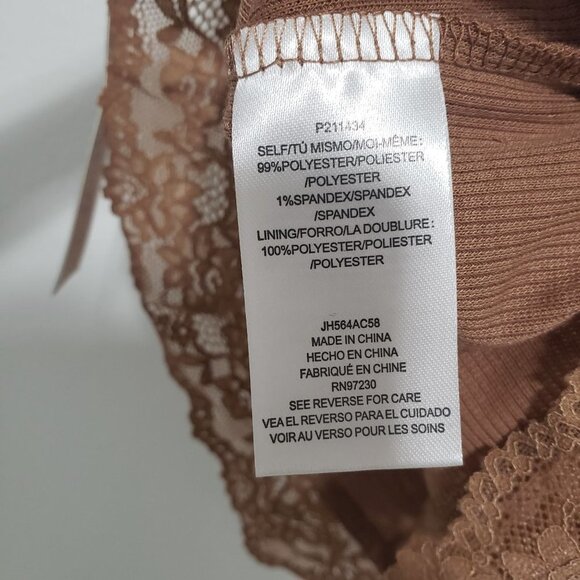 P211434
SELF/TÚ MISMO/MOI-MÊME:
99%POLYESTER/POLIESTER
/POLYESTER
1%SPANDEX/SPANDEX
/SPANDEX
LINING/FORRO/LA DOUBLURE:
100%POLYESTER/POLIESTER
/POLYESTER
JH564AC58
MADE IN CHINA
HECHO EN CHINA
FABRIQUÉ EN CHINE
RN97230
SEE REVERSE FOR CARE
VEA EL REVERSO PARA EL CUIDADO
VOIR AU VERSO POUR LES SOINS